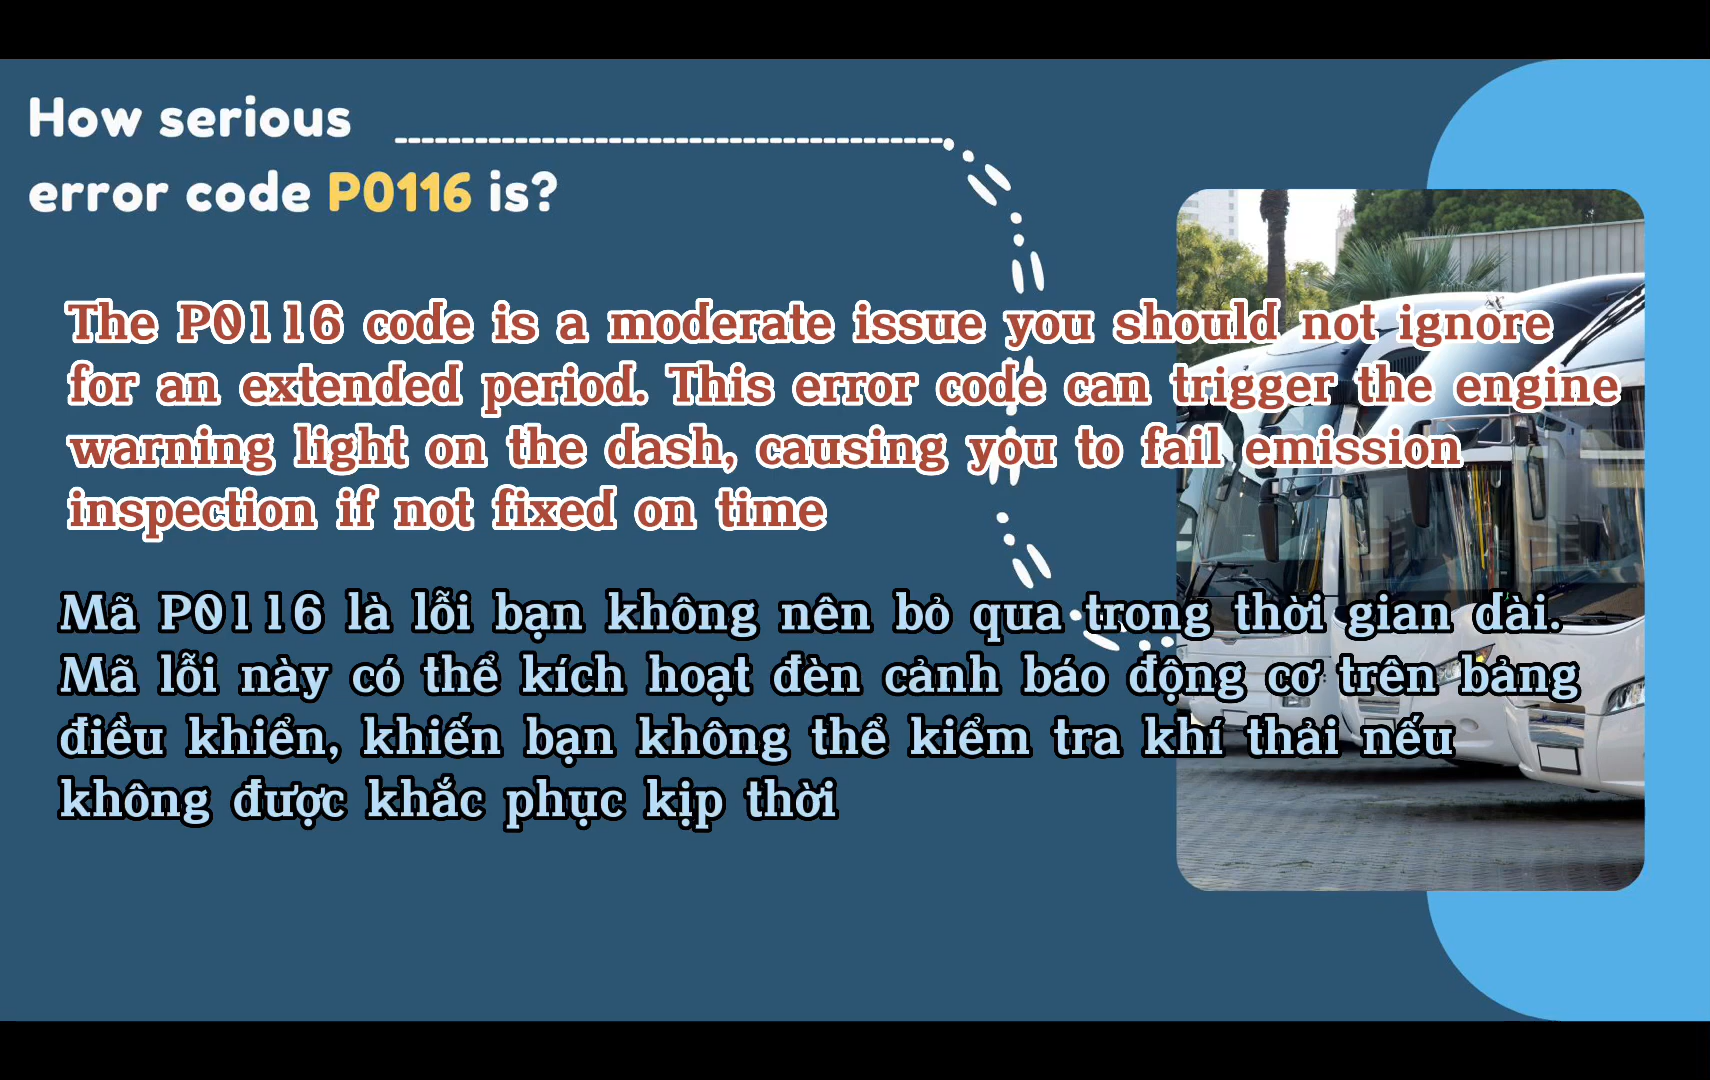 How serious
error code P0116 is?
The P0116 code is a moderate issue you should not ignore
for an extended period. This error code can trigger the engine
warning light on the dash, causing you to fail emission
inspection if not fixed on time
Mã P0116 là lỗi bạn không nên bỏ qua trong thời gian dài.
Mã lỗi này có thể kích hoạt đèn cảnh báo động cơ trên bảng
điều khiển, khiến bạn không thể kiểm tra khí thải nếu
không được khắc phục kịp thời